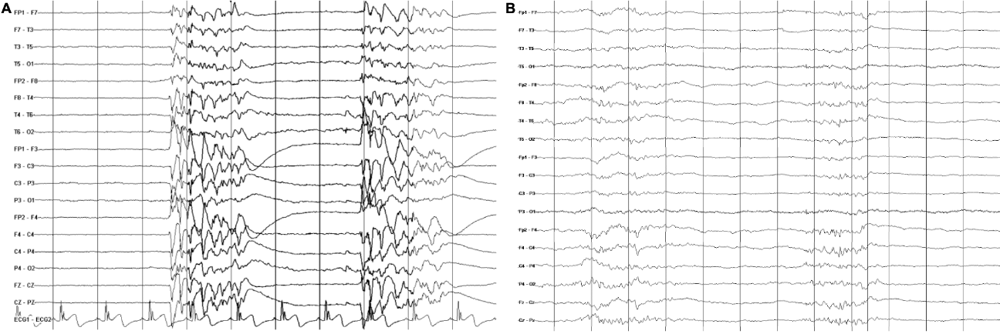 A
FP1 - F7
F7 - T3
T3 - T5
T5 - O1
FP2 - F8
F8 - T4
T4 - T6
T6 - O2
FP1 - F3
F3 - C3
C3 - P3
P3 - O1
FP2 - F4
F4 - C4
C4 - P4
P4 - O2
FZ - CZ
CZ - PZ
ECG1 - ECG2
B
Fp1 - F7
F7 - T3
T3 - T5
T5 - O1
Fp2 - F8
F8 - T4
T4 - T6
T6 - O2
Fp1 - F3
F3 - C3
C3 - P3
P3 - O1
Fp2 - F4
F4 - C4
C4 - P4
P4 - O2
Fz - Cz
Cz - Pz